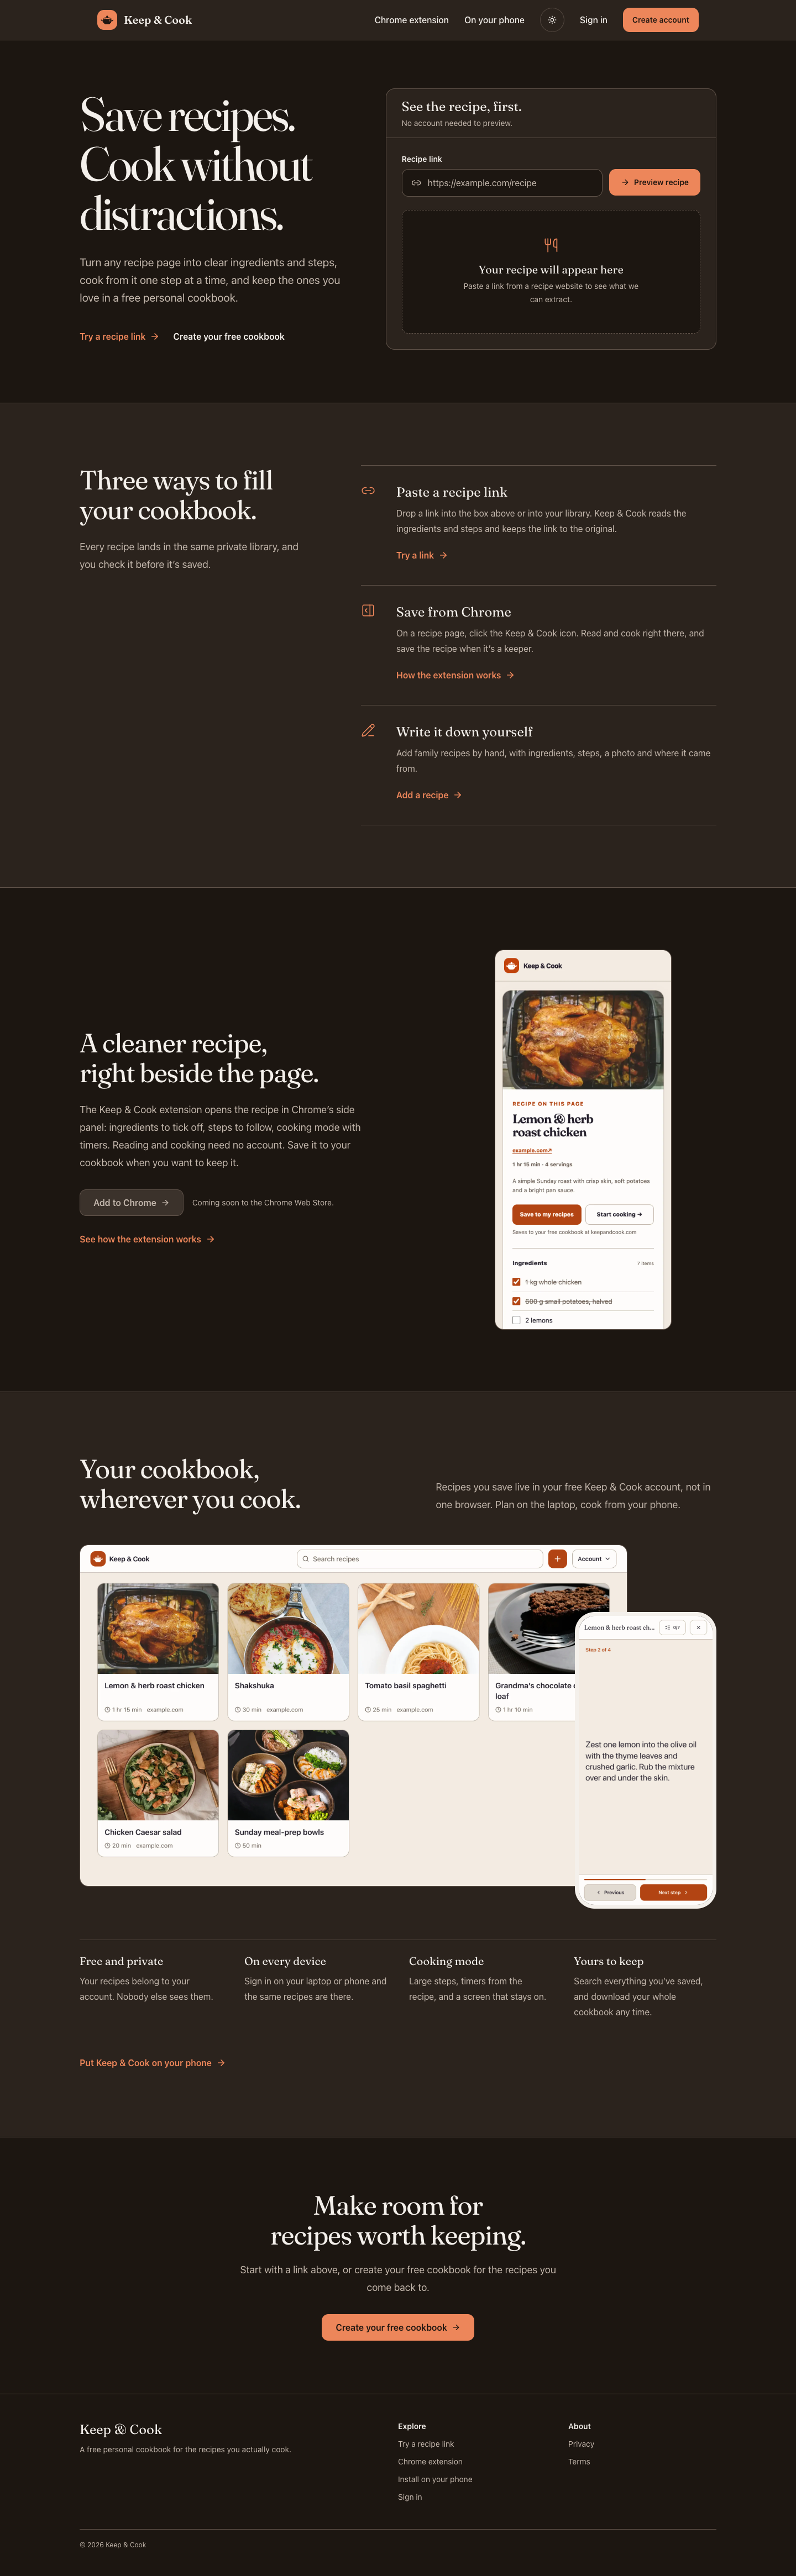 Keep & Cook
Chrome extension
On your phone
Sign in
Create account
Save recipes.
Cook without
distractions.
Turn any recipe page into clear ingredients and steps,
cook from it one step at a time, and keep the ones you
love in a free personal cookbook.
Try a recipe link →
Create your free cookbook
See the recipe, first.
No account needed to preview.
Recipe link
https://example.com/recipe
→ Preview recipe
Your recipe will appear here
Paste a link from a recipe website to see what we
can extract.
Three ways to fill
your cookbook.
Every recipe lands in the same private library, and
you check it before it's saved.
Paste a recipe link
Drop a link into the box above or into your library. Keep & Cook reads the
ingredients and steps and keeps the link to the original.
Try a link →
Save from Chrome
On a recipe page, click the Keep & Cook icon. Read and cook right there, and
save the recipe when it's a keeper.
How the extension works →
Write it down yourself
Add family recipes by hand, with ingredients, steps, a photo and where it came
from.
Add a recipe →
A cleaner recipe,
right beside the page.
The Keep & Cook extension opens the recipe in Chrome's side
panel: ingredients to tick off, steps to follow, cooking mode with
timers. Reading and cooking need no account. Save it to your
cookbook when you want to keep it.
Add to Chrome →
Coming soon to the Chrome Web Store.
See how the extension works →
Keep & Cook
RECIPE ON THIS PAGE
Lemon & herb
roast chicken
example.com↗
1 hr 15 min · 4 servings
A simple Sunday roast with crisp skin, soft potatoes
and a bright pan sauce.
Save to my recipes
Start cooking →
Saves to your free cookbook at keepandcook.com
Ingredients
7 items
1 kg whole chicken
600 g small potatoes, halved
2 lemons
Your cookbook,
wherever you cook.
Recipes you save live in your free Keep & Cook account, not in
one browser. Plan on the laptop, cook from your phone.
Keep & Cook
Search recipes
+
Account
Lemon & herb roast chicken
1 hr 15 min example.com
Shakshuka
30 min example.com
Tomato basil spaghetti
25 min example.com
Grandma's chocolate
loaf
1 hr 10 min
Chicken Caesar salad
20 min example.com
Sunday meal-prep bowls
50 min
Lemon & herb roast ch...
0/7
×
Step 2 of 4
Zest one lemon into the olive oil
with the thyme leaves and
crushed garlic. Rub the mixture
over and under the skin.
Previous
Next step
Free and private
Your recipes belong to your
account. Nobody else sees them.
On every device
Sign in on your laptop or phone and
the same recipes are there.
Cooking mode
Large steps, timers from the
recipe, and a screen that stays on.
Yours to keep
Search everything you've saved,
and download your whole
cookbook any time.
Put Keep & Cook on your phone →
Make room for
recipes worth keeping.
Start with a link above, or create your free cookbook for the recipes you
come back to.
Create your free cookbook →
Keep & Cook
A free personal cookbook for the recipes you actually cook.
Explore
Try a recipe link
Chrome extension
Install on your phone
Sign in
About
Privacy
Terms
© 2026 Keep & Cook